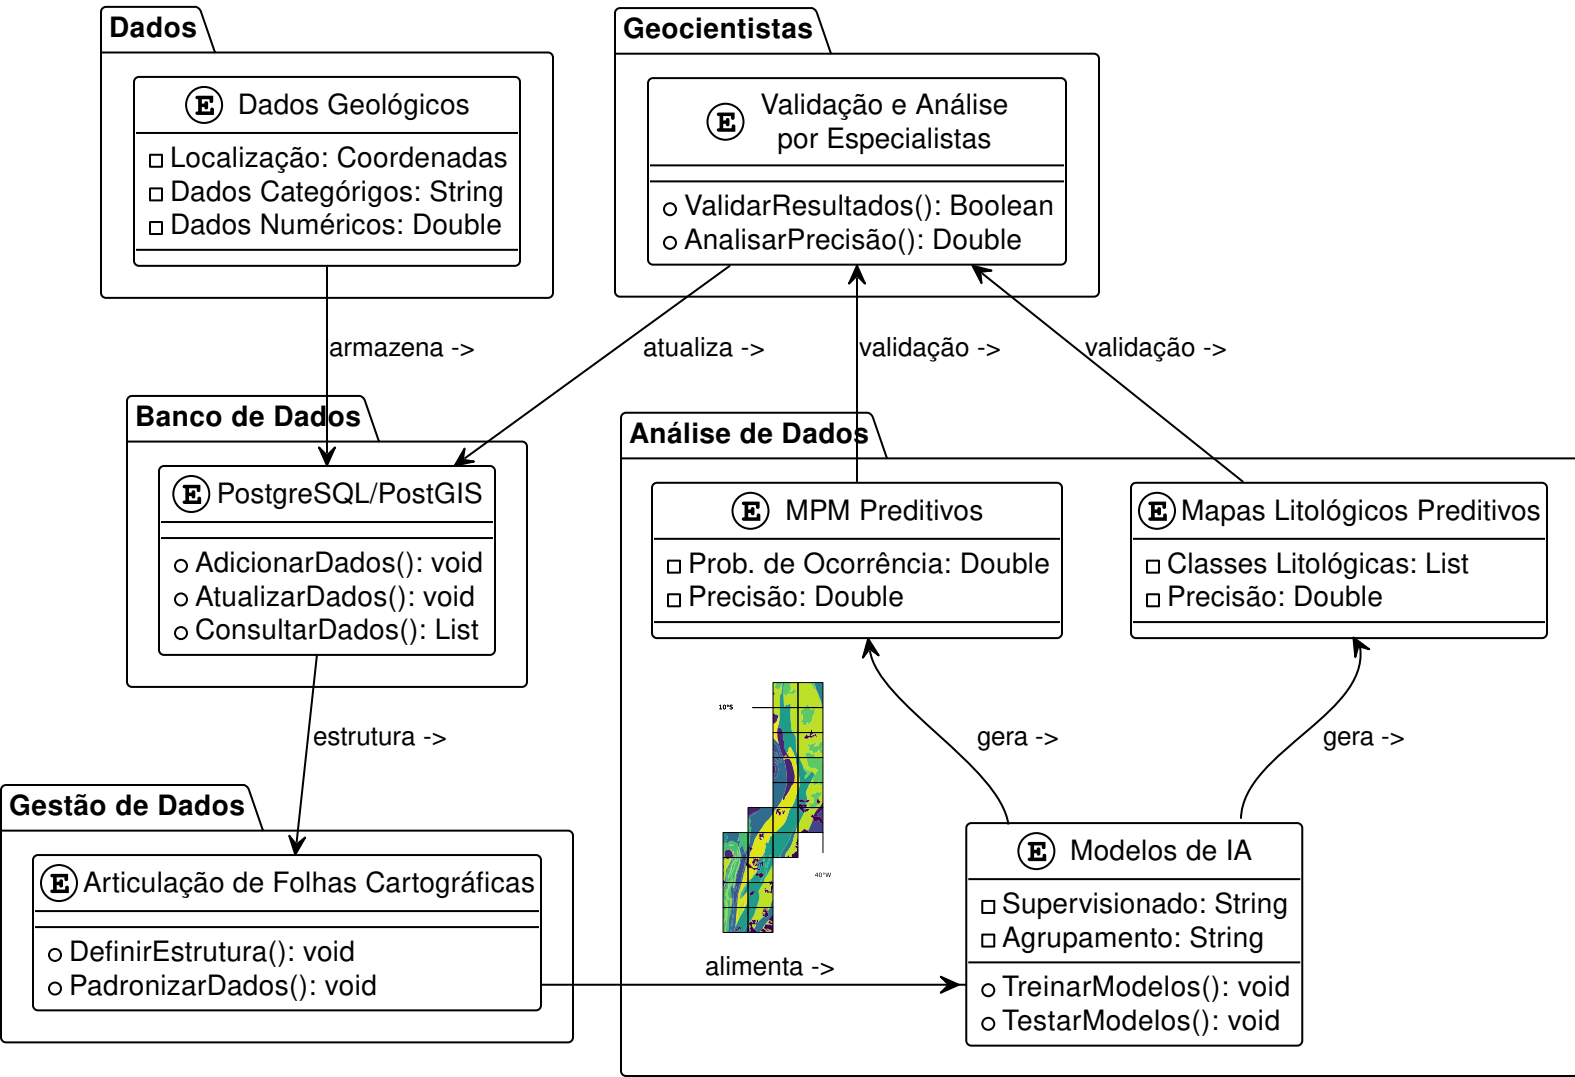 Dados
E Dados Geológicos
Localização: Coordenadas
Dados Categórigos: String
Dados Numéricos: Double
Geocientistas
E Validação e Análise
por Especialistas
ValidarResultados(): Boolean
AnalisarPrecisão(): Double
armazena ->
atualiza ->
validação ->
validação ->
Banco de Dados
E PostgreSQL/PostGIS
AdicionarDados(): void
AtualizarDados(): void
ConsultarDados(): List
Análise de Dados
E MPM Preditivos
Prob. de Ocorrência: Double
Precisão: Double
E Mapas Litológicos Preditivos
Classes Litológicas: List
Precisão: Double
10°S
40°W
estrutura ->
gera ->
gera ->
Gestão de Dados
E Articulação de Folhas Cartográficas
DefinirEstrutura(): void
PadronizarDados(): void
alimenta ->
E Modelos de IA
Supervisionado: String
Agrupamento: String
TreinarModelos(): void
TestarModelos(): void